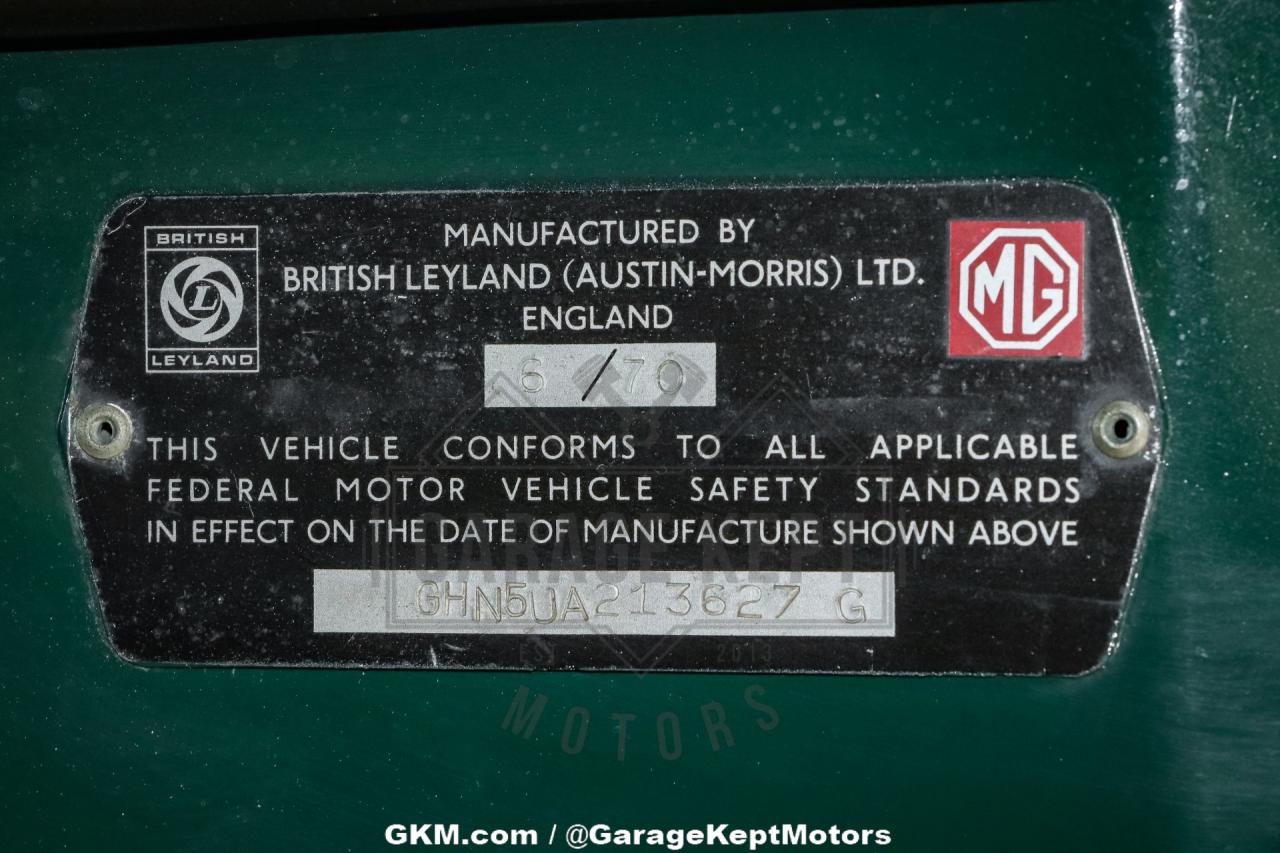 BRITISH
L
LEYLAND
MANUFACTURED BY
BRITISH LEYLAND (AUSTIN-MORRIS) LTD.
ENGLAND
MG
6 / 70
THIS VEHICLE CONFORMS TO ALL APPLICABLE
FEDERAL MOTOR VEHICLE SAFETY STANDARDS
IN EFFECT ON THE DATE OF MANUFACTURE SHOWN ABOVE
GARAGE KEPT
GHN5UA213627 G
EST 2013
MOTORS
GKM.com / @GarageKeptMotors